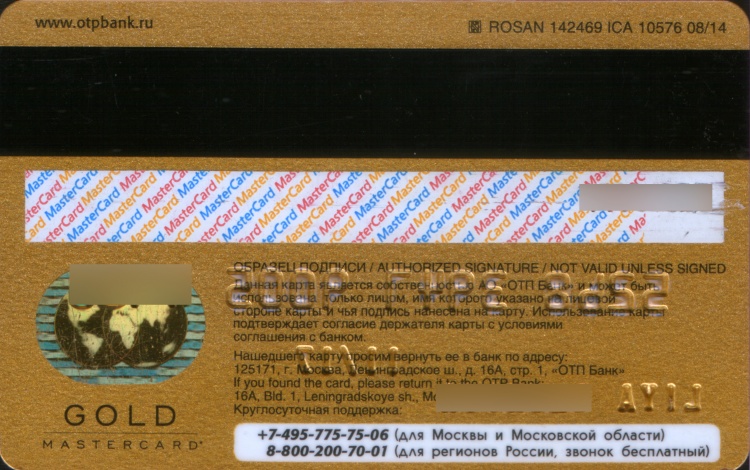 www.otpbank.ru
ROSAN 142469 ICA 10576 08/14
MasterCard MasterCard MasterCard MasterCard
ОБРАЗЕЦ ПОДПИСИ / AUTHORIZED SIGNATURE / NOT VALID UNLESS SIGNED
Данная карта является собственностью АО «ОТП Банк» и может быть
использована только лицом, имя которого указано на лицевой
стороне карты и чья подпись нанесена на карту. Использование карты
подтверждает согласие держателя карты с условиями
соглашения с банком.
Нашедшего карту просим вернуть ее в банк по адресу:
125171, г. Москва, Ленинградское ш., д. 16А, стр. 1, «ОТП Банк»
If you found the card, please return it to the OTP Bank:
16A, Bld. 1, Leningradskoye sh.,
Круглосуточная поддержка:
GOLD
MASTERCARD
+7-495-775-75-06 (для Москвы и Московской области)
8-800-200-70-01 (для регионов России, звонок бесплатный)